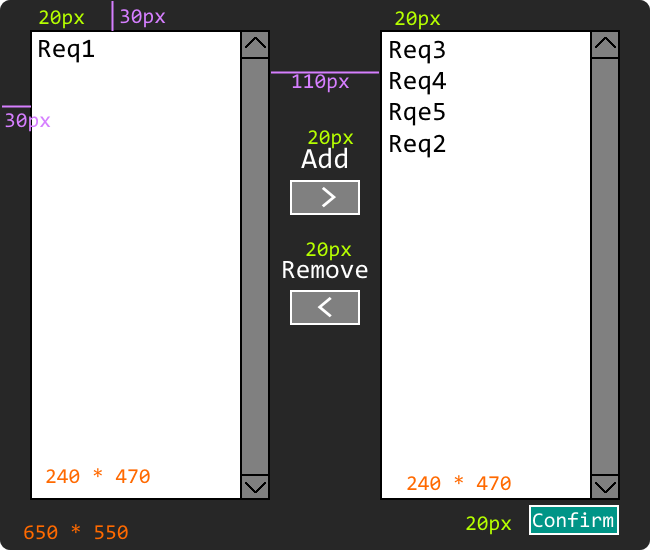 20px
30px
20px
Req1
Req3
110px
Req4
30px
Rqe5
20px
Req2
Add
>
20px
Remove
<
240 * 470
240 * 470
20px
Confirm
650 * 550